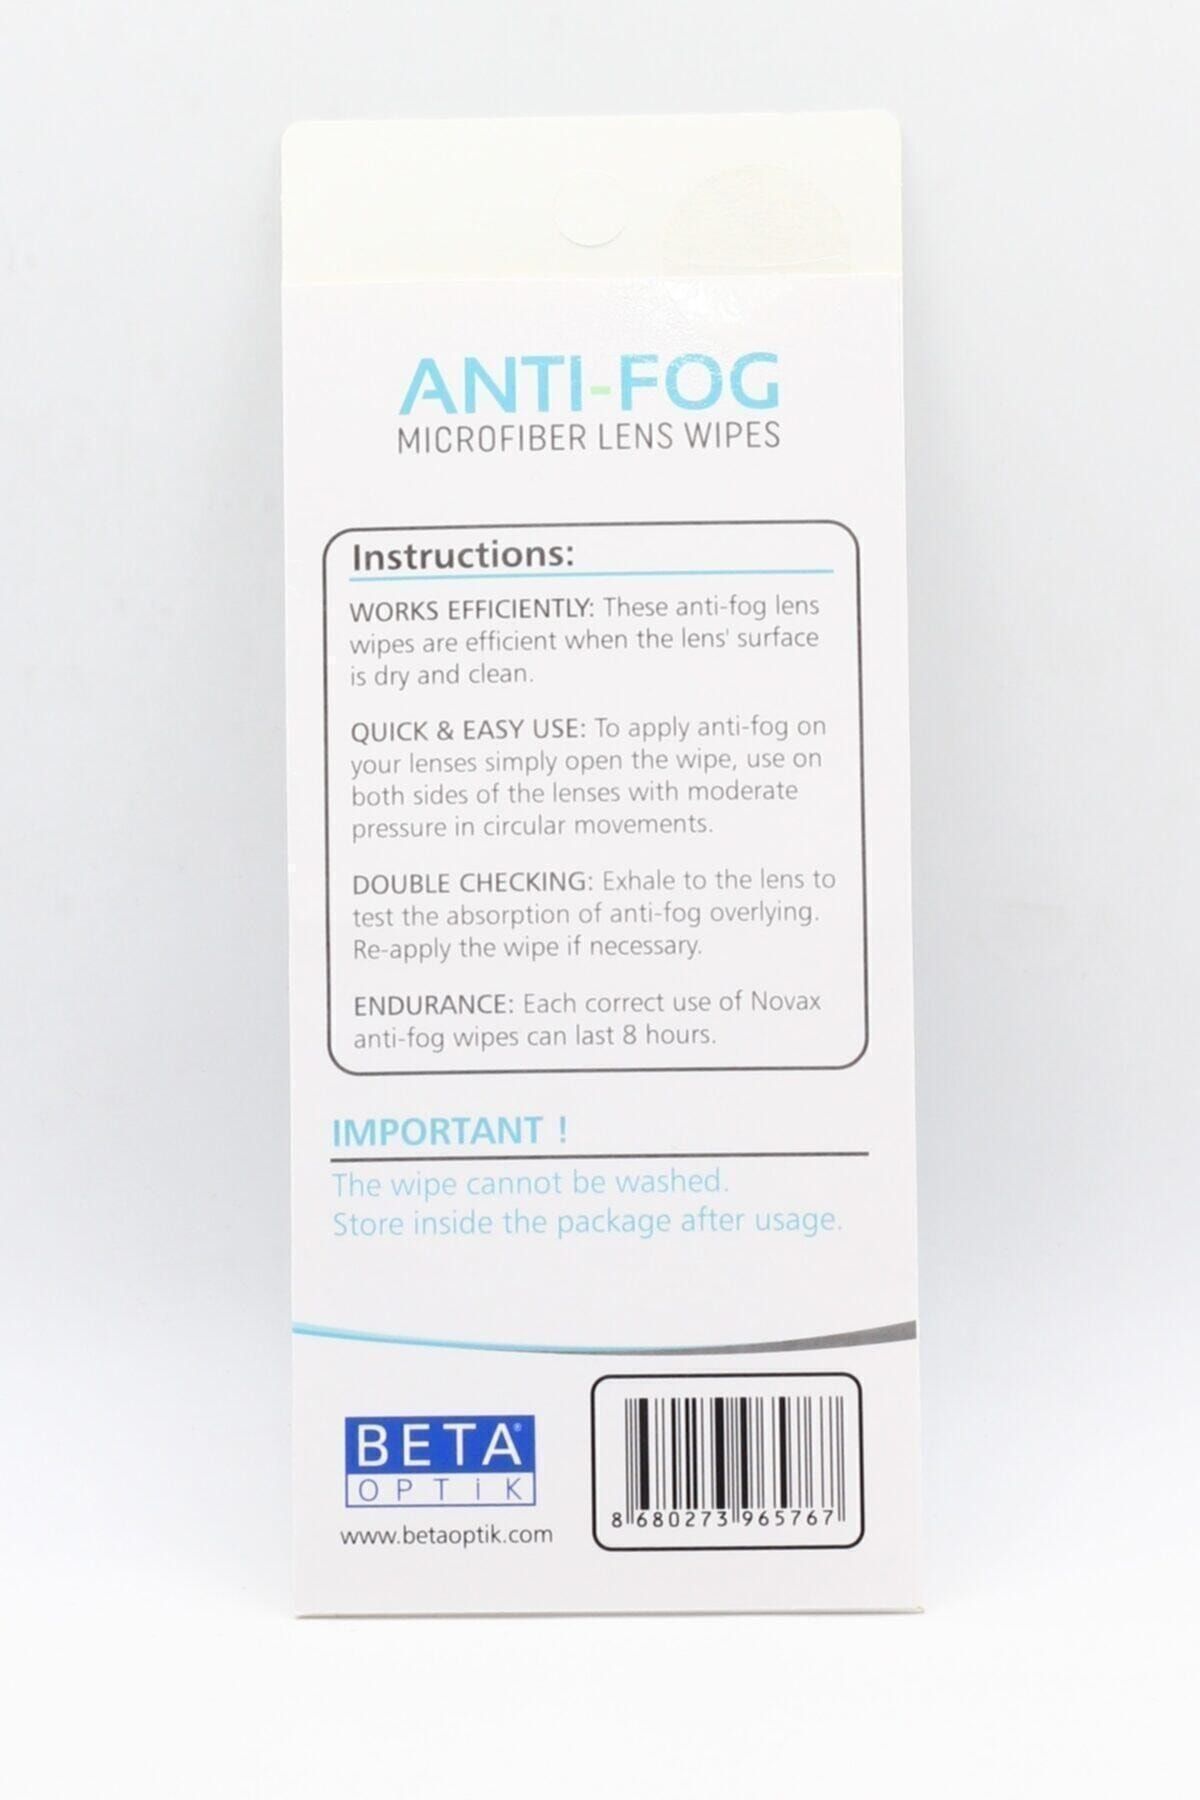 ANTI-FOG
MICROFIBER LENS WIPES
Instructions:
WORKS EFFICIENTLY: These anti-fog lens
wipes are efficient when the lens' surface
is dry and clean.
QUICK & EASY USE: To apply anti-fog on
your lenses simply open the wipe, use on
both sides of the lenses with moderate
pressure in circular movements.
DOUBLE CHECKING: Exhale to the lens to
test the absorption of anti-fog overlying.
Re-apply the wipe if necessary.
ENDURANCE: Each correct use of Novax
anti-fog wipes can last 8 hours.
IMPORTANT !
The wipe cannot be washed.
Store inside the package after usage.
BETA®
OPTiK
www.betaoptik.com
8 680273 965767